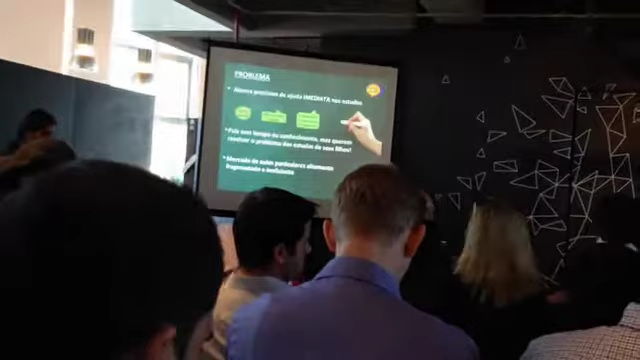 PROBLEMA
• Alunos precisam de ajuda IMEDIATA nos estudos
• Pais sem tempo ou conhecimento, mas querem
resolver o problema dos estudos de seus filhos!
• Mercado de aulas particulares altamente
fragmentado e ineficiente